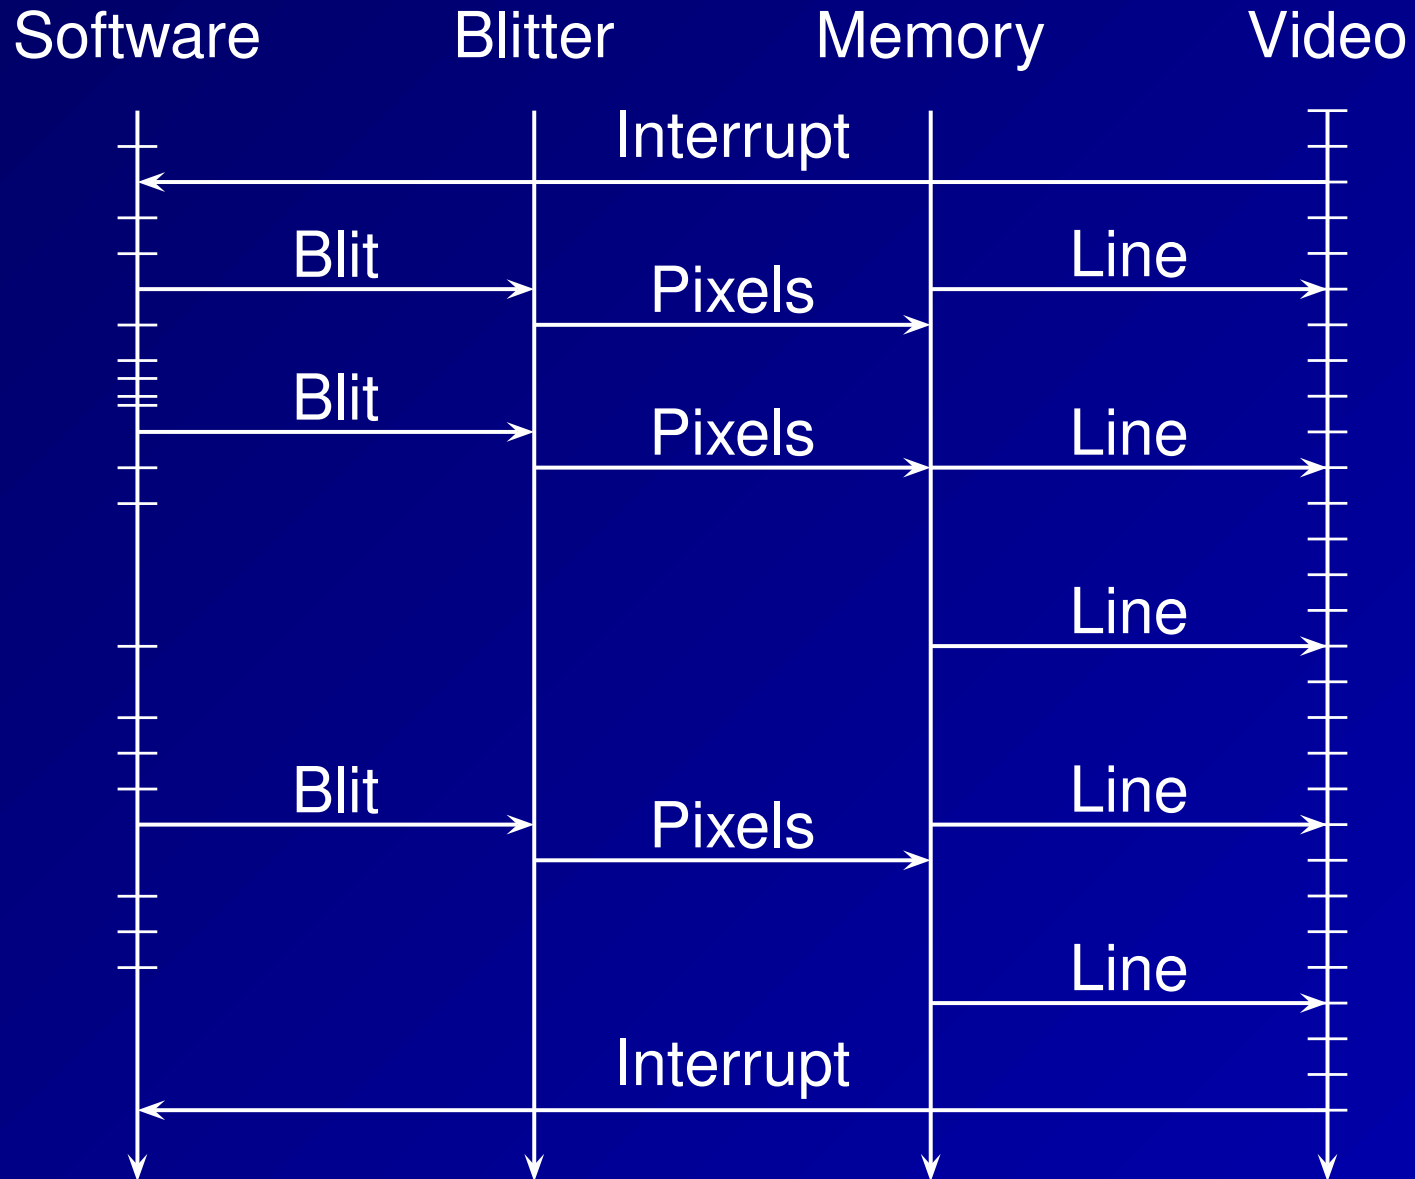 Software Blitter Memory Video
Interrupt
Blit Line
Pixels
Blit
Pixels Line
Line
Blit Line
Pixels
Line
Interrupt